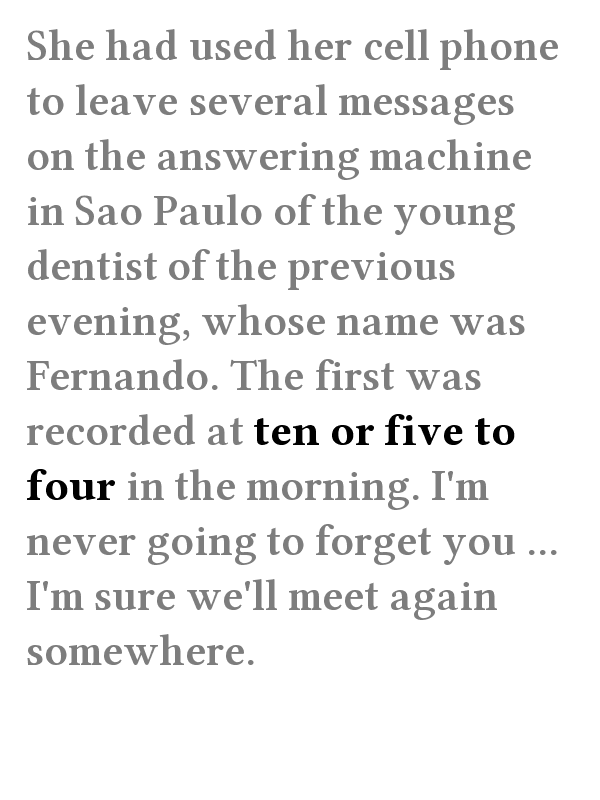 She had used her cell phone
to leave several messages
on the answering machine
in Sao Paulo of the young
dentist of the previous
evening, whose name was
Fernando. The first was
recorded at ten or five to
four in the morning. I'm
never going to forget you ...
I'm sure we'll meet again
somewhere.